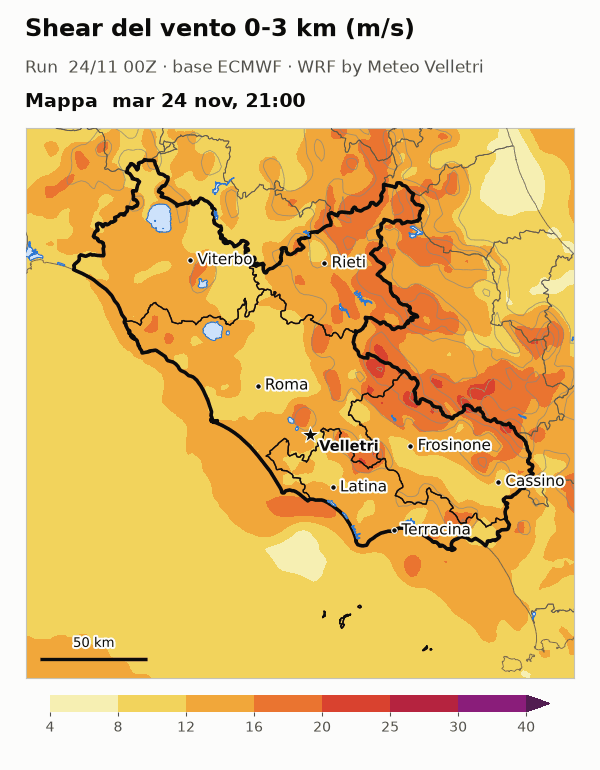 Shear del vento 0-3 km (m/s)
Run  24/11 00Z · base ECMWF · WRF by Meteo Velletri
Mappa  mar 24 nov, 21:00
Viterbo
Rieti
Roma
Velletri
Frosinone
Cassino
Latina
Terracina
50 km
4 8 12 16 20 25 30 40